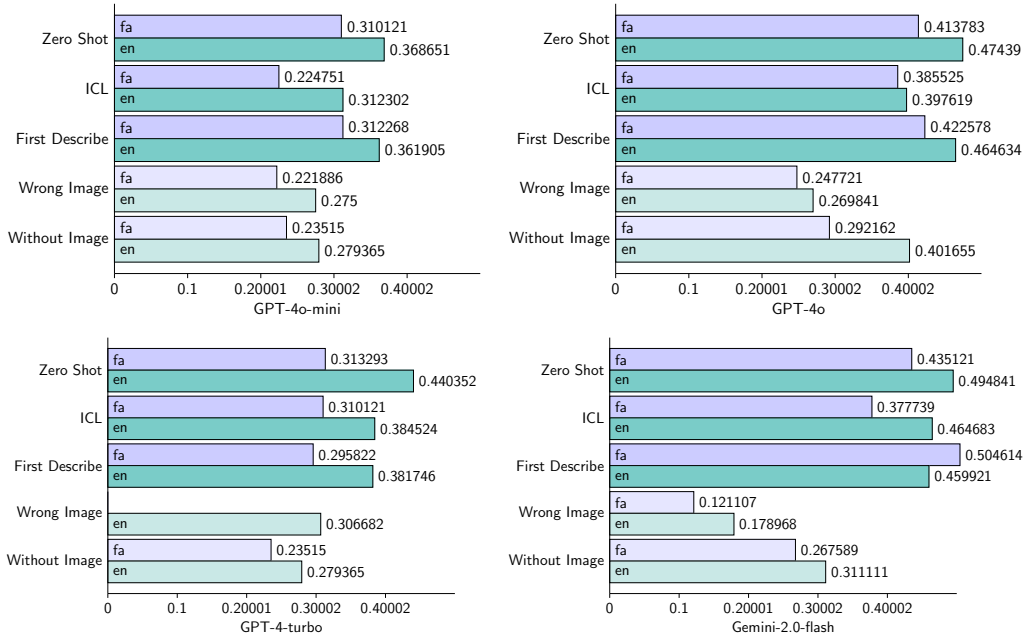 Zero Shot
fa 0.310121
en 0.368651
ICL
fa 0.224751
en 0.312302
First Describe
fa 0.312268
en 0.361905
Wrong Image
fa 0.221886
en 0.275
Without Image
fa 0.23515
en 0.279365
0 0.1 0.20001 0.30002 0.40002
GPT-4o-mini
Zero Shot
fa 0.413783
en 0.47439
ICL
fa 0.385525
en 0.397619
First Describe
fa 0.422578
en 0.464634
Wrong Image
fa 0.247721
en 0.269841
Without Image
fa 0.292162
en 0.401655
0 0.1 0.20001 0.30002 0.40002
GPT-4o
Zero Shot
fa 0.313293
en 0.440352
ICL
fa 0.310121
en 0.384524
First Describe
fa 0.295822
en 0.381746
Wrong Image
en 0.306682
Without Image
fa 0.23515
en 0.279365
0 0.1 0.20001 0.30002 0.40002
GPT-4-turbo
Zero Shot
fa 0.435121
en 0.494841
ICL
fa 0.377739
en 0.464683
First Describe
fa 0.504614
en 0.459921
Wrong Image
fa 0.121107
en 0.178968
Without Image
fa 0.267589
en 0.311111
0 0.1 0.20001 0.30002 0.40002
Gemini-2.0-flash